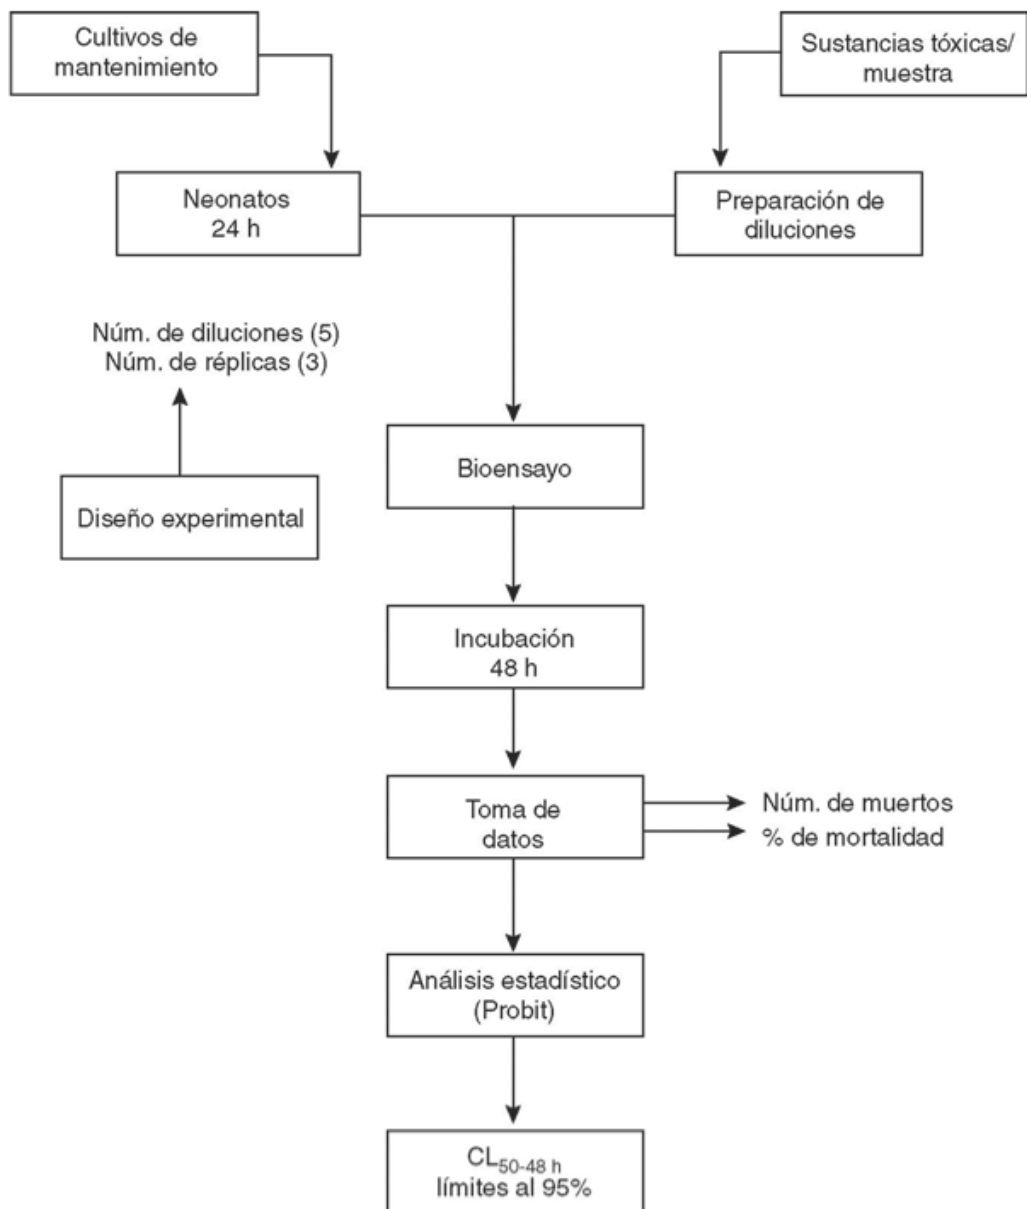 Cultivos de
mantenimiento
Sustancias tóxicas/
muestra
Neonatos
24 h
Preparación de
diluciones
Núm. de diluciones (5)
Núm. de réplicas (3)
Bioensayo
Diseño experimental
Incubación
48 h
Toma de
datos
Núm. de muertos
% de mortalidad
Análisis estadístico
(Probit)
CL50-48 h
límites al 95%